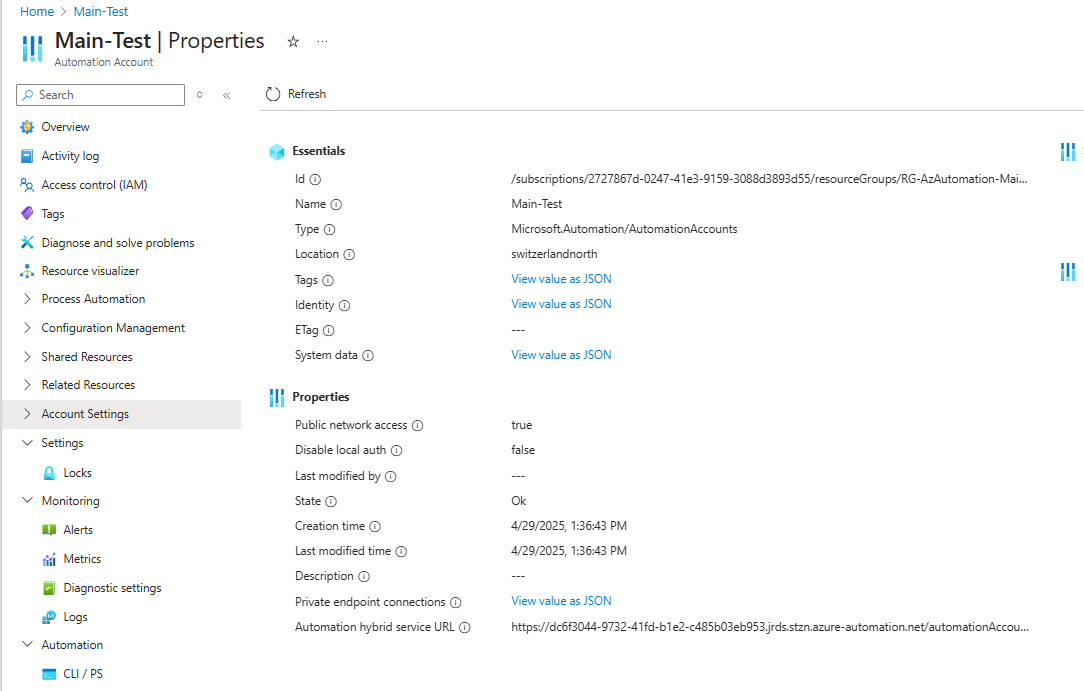 Home > Main-Test
Main-Test | Properties
Automation Account
Search
Refresh
Overview
Activity log
Access control (IAM)
Tags
Diagnose and solve problems
Resource visualizer
Process Automation
Configuration Management
Shared Resources
Related Resources
Account Settings
Settings
Locks
Monitoring
Alerts
Metrics
Diagnostic settings
Logs
Automation
CLI / PS
Essentials
Id /subscriptions/2727867d-0247-41e3-9159-3088d3893d55/resourceGroups/RG-AzAutomation-Mai...
Name Main-Test
Type Microsoft.Automation/AutomationAccounts
Location switzerlandnorth
Tags View value as JSON
Identity View value as JSON
ETag ---
System data View value as JSON
Properties
Public network access true
Disable local auth false
Last modified by ---
State Ok
Creation time 4/29/2025, 1:36:43 PM
Last modified time 4/29/2025, 1:36:43 PM
Description ---
Private endpoint connections View value as JSON
Automation hybrid service URL https://dc6f3044-9732-41fd-b1e2-c485b03eb953.jrds.stzn.azure-automation.net/automationAccou...